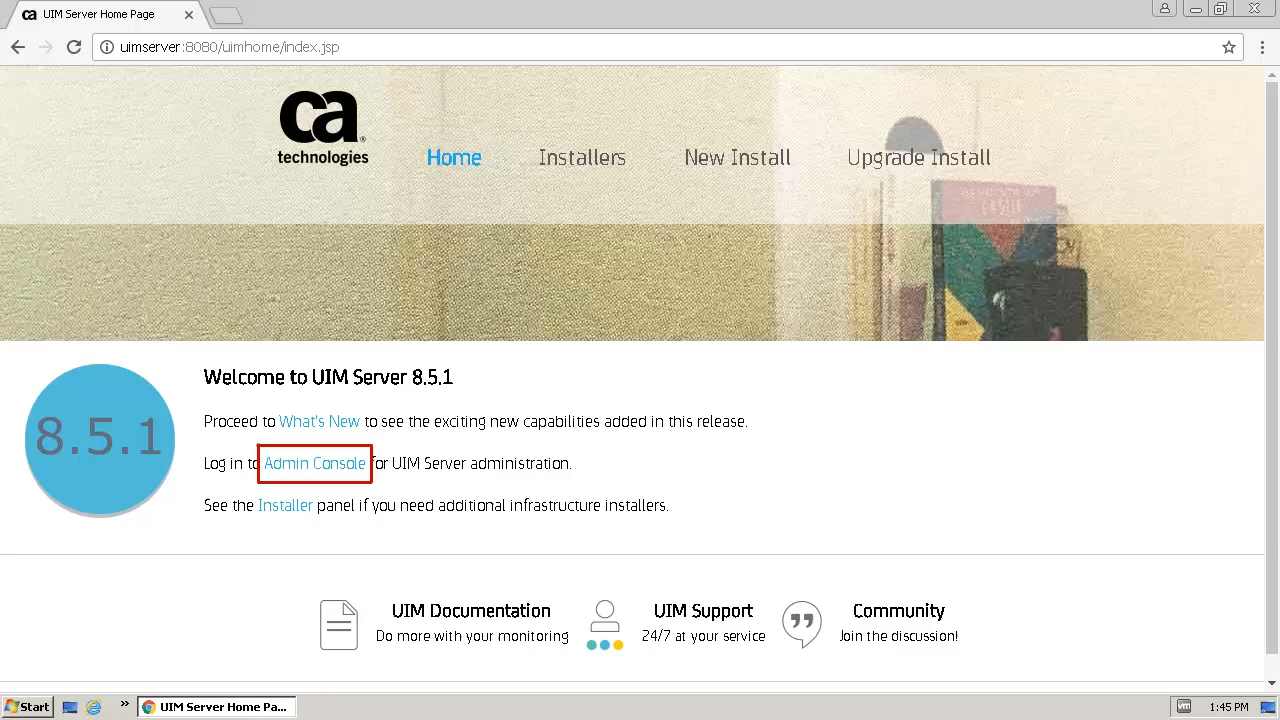 UIM Server Home Page
uimserver:8080/uimhome/index.jsp
ca
technologies
Home Installers New Install Upgrade Install
8.5.1
Welcome to UIM Server 8.5.1
Proceed to What's New to see the exciting new capabilities added in this release.
Log in to Admin Console for UIM Server administration.
See the Installer panel if you need additional infrastructure installers.
UIM Documentation
Do more with your monitoring
UIM Support
24/7 at your service
Community
Join the discussion!
Start
UIM Server Home Pa...
1:45 PM